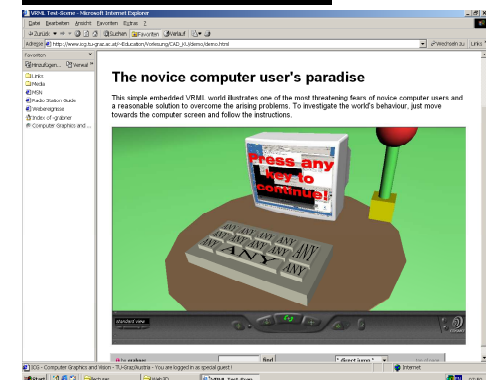 VRML Test-Scene - Microsoft Internet Explorer
Datei Bearbeiten Ansicht Favoriten Extras ?
Zurück Suchen Favoriten Verlauf
Adresse http://www.icg.tu-graz.ac.at/~Education/Vorlesung/CAD_KU/demo/demo.html Wechseln zu Links
Favoriten
Hinzufügen... Verwal
Links
Media
MSN
Radio Station Guide
Webereignisse
Index of -grabner
Computer Graphics and ...
The novice computer user's paradise
This simple embedded VRML world illustrates one of the most threatening fears of novice computer users and
a reasonable solution to overcome the arising problems. To investigate the world's behaviour, just move
towards the computer screen and follow the instructions.
Press any
key to
continue!
ANY ANY ANY ANY
ANY ANY ANY ANY ANY
ANY ANY ANY
standard view
find
* direct jump *
ICG - Computer Graphics and Vision - TU-Graz/Austria - You are logged in as special guest!
Internet
Start